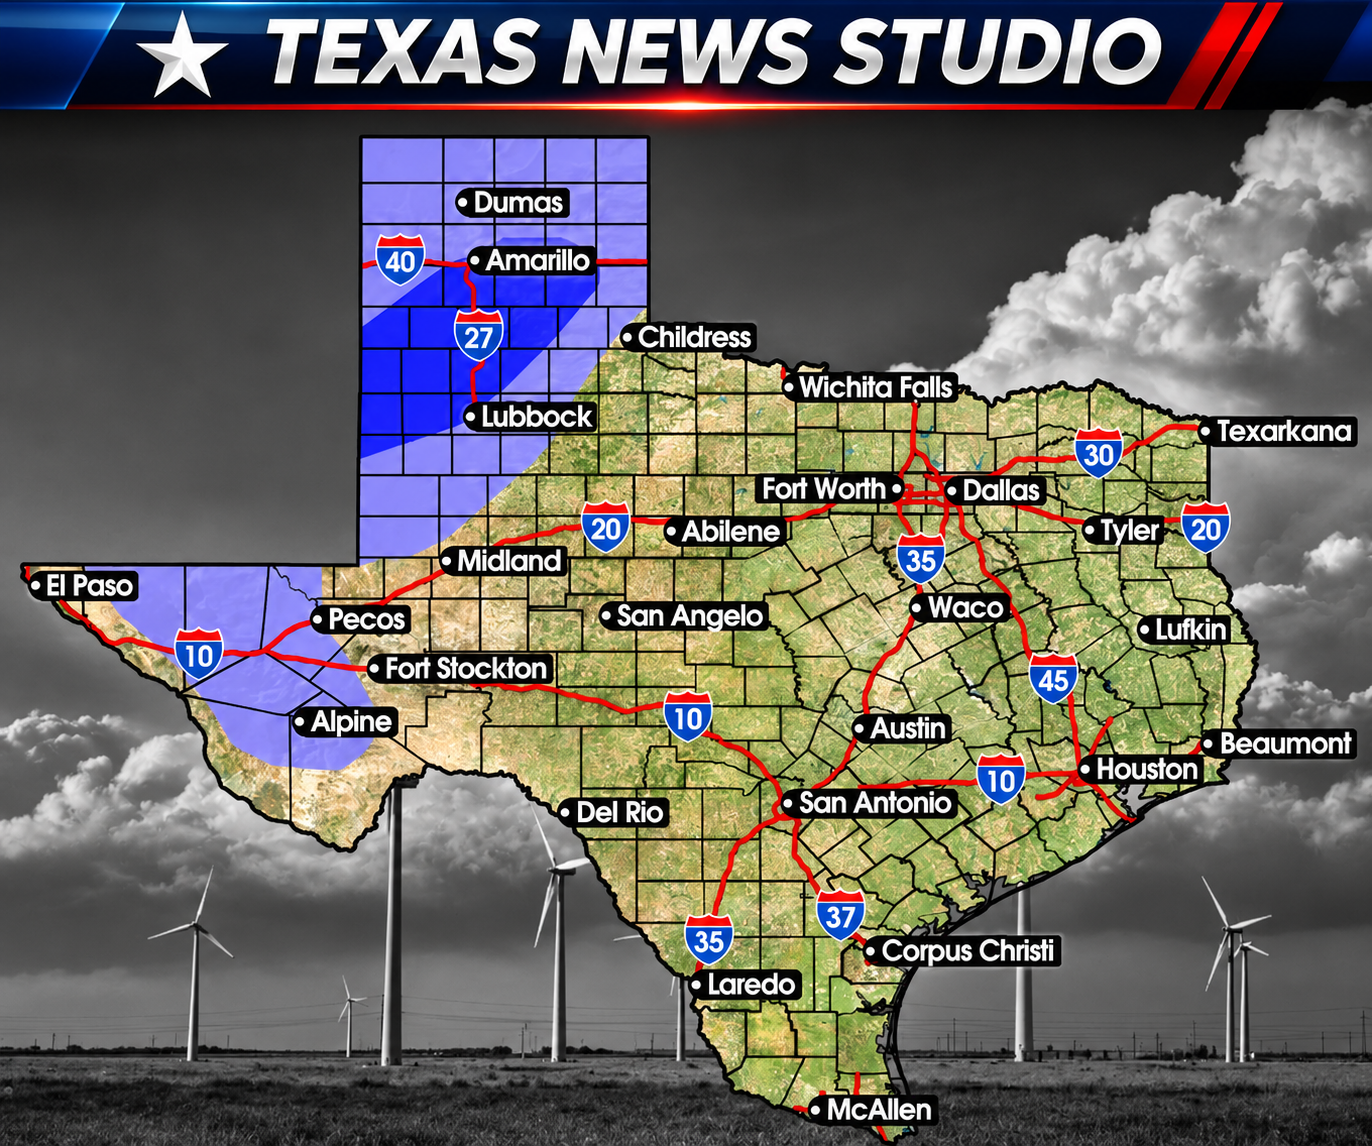 TEXAS NEWS STUDIO
Dumas
40
Amarillo
27
Childress
Wichita Falls
Lubbock
Texarkana
30
Fort Worth
Dallas
20
Abilene
Tyler
20
Midland
35
El Paso
Pecos
San Angelo
Waco
Lufkin
10
Fort Stockton
45
10
Alpine
Austin
Beaumont
Houston
10
Del Rio
San Antonio
37
35
Corpus Christi
Laredo
McAllen